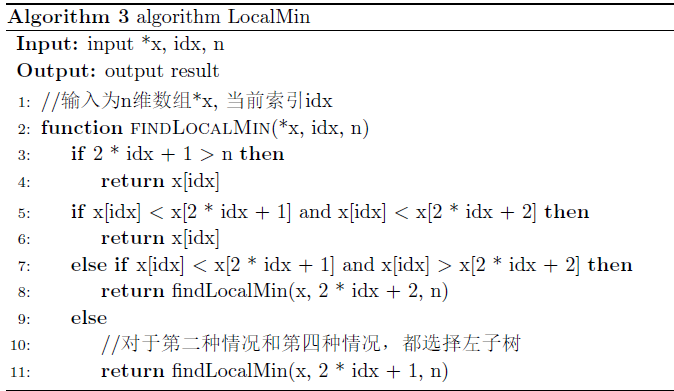 Algorithm 3 algorithm LocalMin
Input: input *x, idx, n
Output: output result
1: //输入为n维数组*x, 当前索引idx
2: function FINDLOCALMIN(*x, idx, n)
3: if 2 * idx + 1 > n then
4: return x[idx]
5: if x[idx] < x[2 * idx + 1] and x[idx] < x[2 * idx + 2] then
6: return x[idx]
7: else if x[idx] < x[2 * idx + 1] and x[idx] > x[2 * idx + 2] then
8: return findLocalMin(x, 2 * idx + 2, n)
9: else
10: //对于第二种情况和第四种情况，都选择左子树
11: return findLocalMin(x, 2 * idx + 1, n)